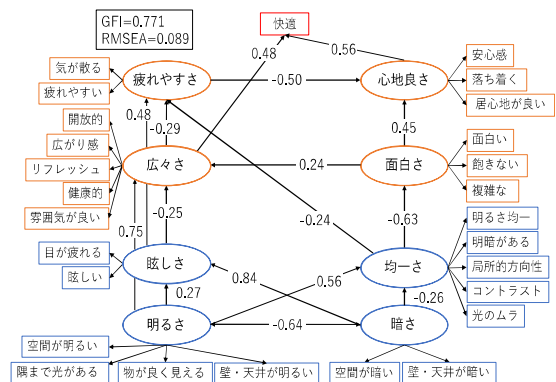 GFI=0.771
RMSEA=0.089
快適
0.48
0.56
気が散る
疲れやすい
疲れやすさ
-0.50
心地良さ
安心感
落ち着く
居心地が良い
0.48
-0.29
0.45
開放的
広がり感
リフレッシュ
健康的
雰囲気が良い
広々さ
0.24
面白さ
面白い
飽きない
複雑な
0.75
-0.25
-0.24
-0.63
目が疲れる
眩しい
眩しさ
均一さ
明るさ均一
明暗がある
局所的方向性
コントラスト
光のムラ
0.27
0.84
0.56
-0.26
明るさ
-0.64
暗さ
空間が明るい
隅まで光がある
物が良く見える
壁・天井が明るい
空間が暗い
壁・天井が暗い